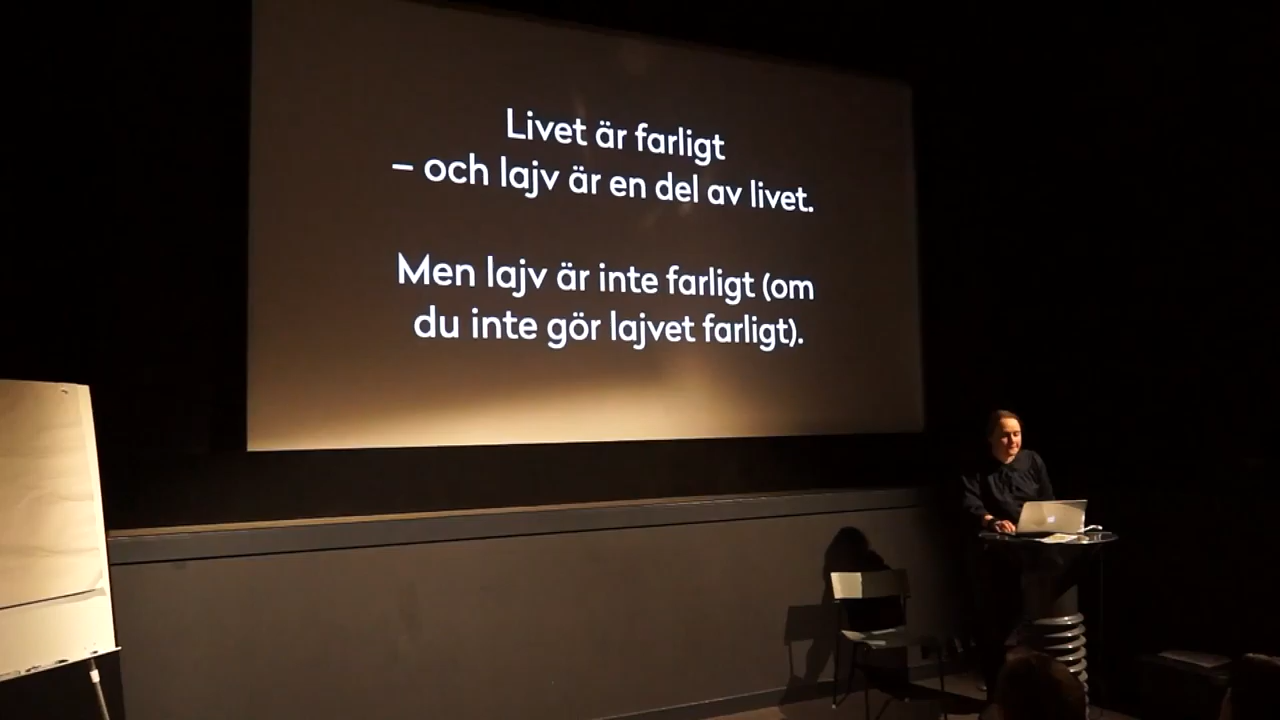 Livet är farligt
– och lajv är en del av livet.
Men lajv är inte farligt (om
du inte gör lajvet farligt).